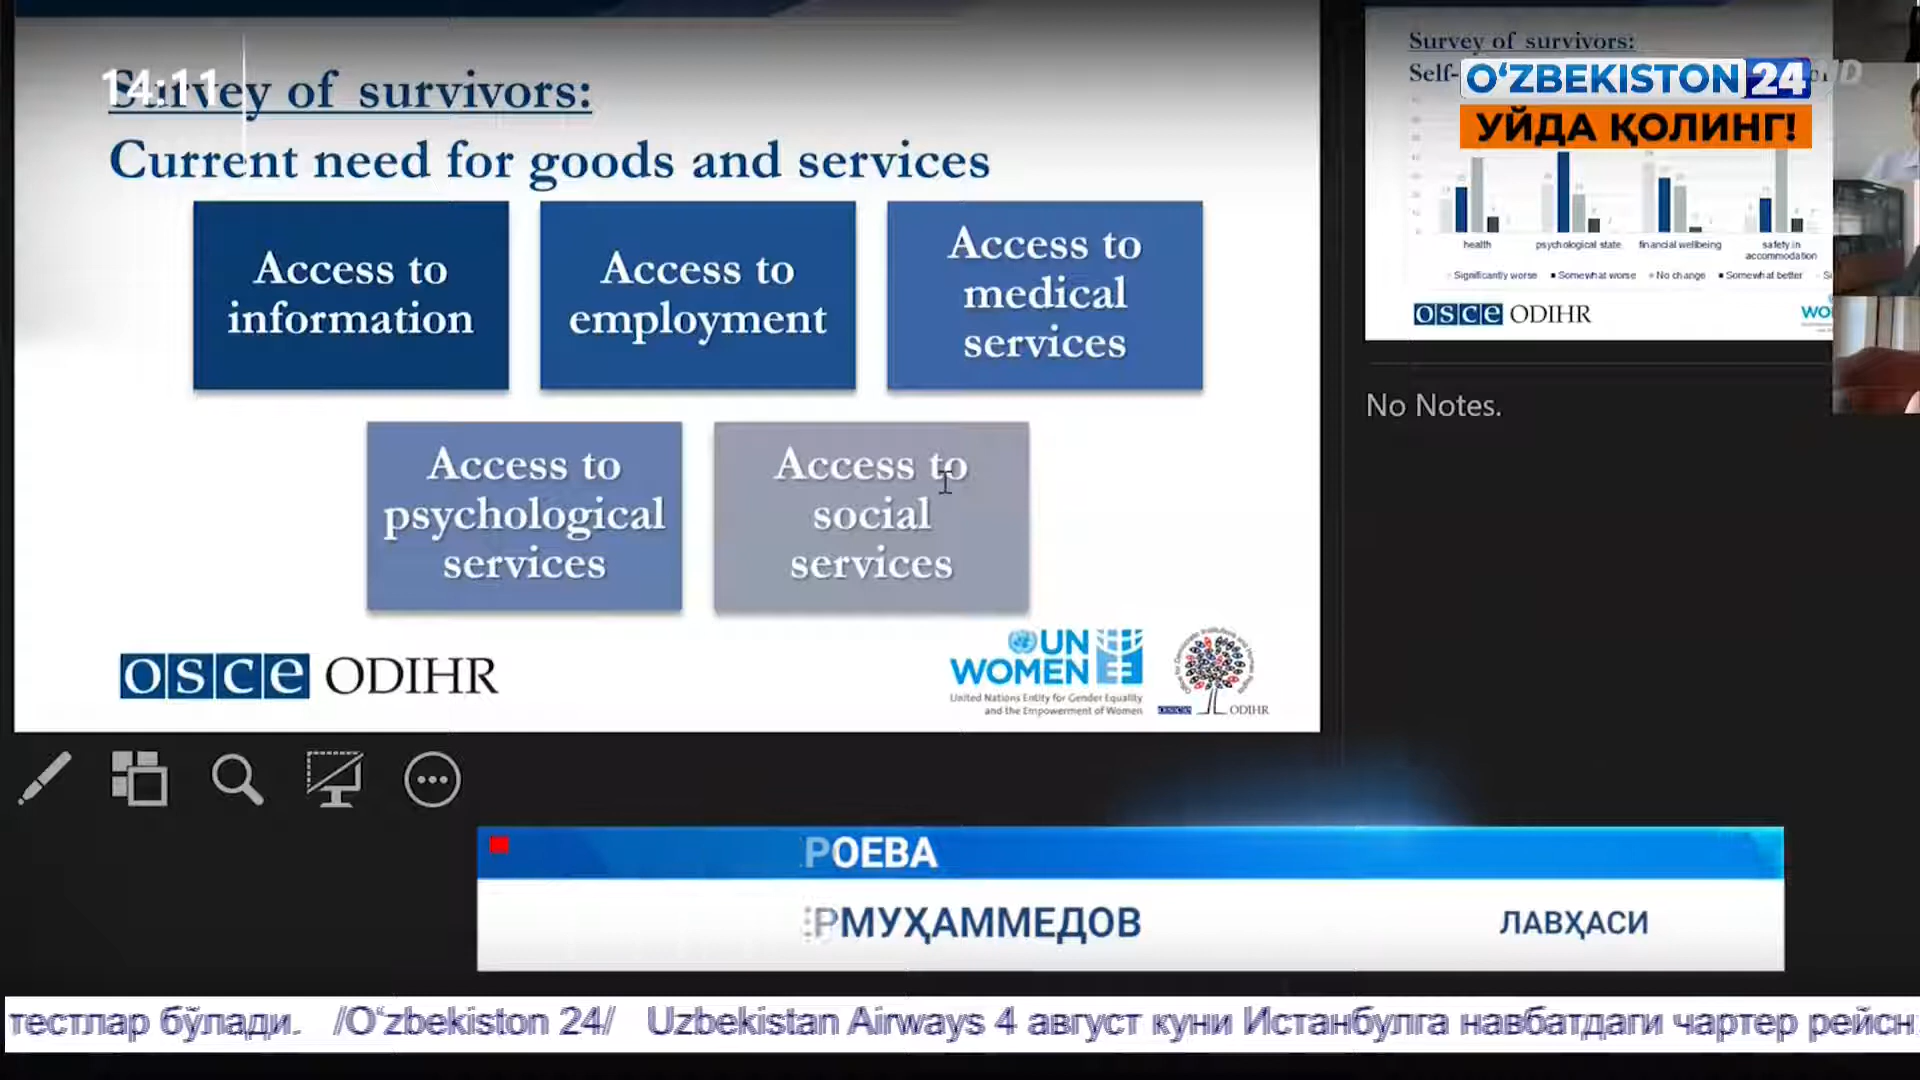 14:11
Survey of survivors:
Current need for goods and services
Access to
information
Access to
employment
Access to
medical
services
Access to
psychological
services
Access to
social
services
OSCE ODIHR
UN
WOMEN
United Nations Entity for Gender Equality
and the Empowerment of Women
OSCE ODIHR
Survey of survivors:
Self-
O‘ZBEKISTON 24
HD
УЙДА ҚОЛИНГ!
health
psychological state
financial wellbeing
safety in
accommodation
Significantly worse
Somewhat worse
No change
Somewhat better
OSCE ODIHR
No Notes.
РОЕВА
РМУҲАММЕДОВ
ЛАВҲАСИ
тестлар бўлади. /O‘zbekiston 24/ Uzbekistan Airways 4 август куни Истанбулга навбатдаги чартер рейсн